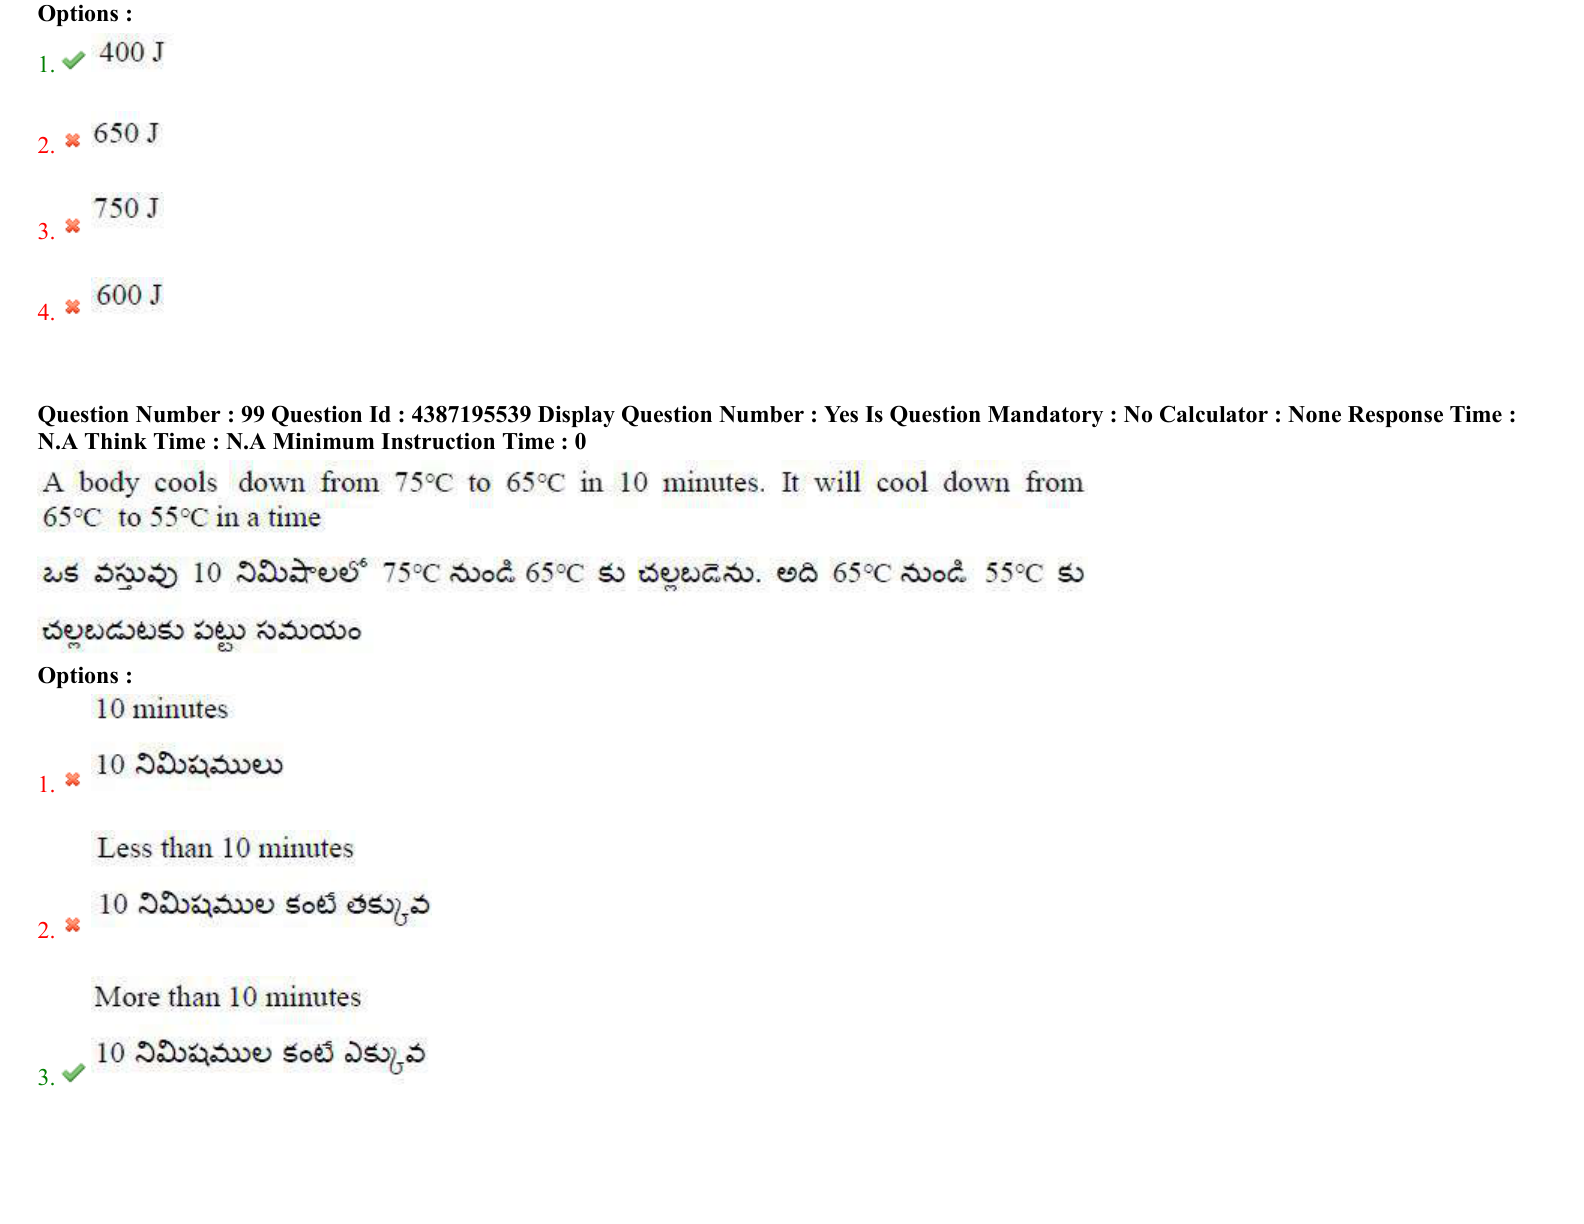 Options :
1. 400 J
2. 650 J
3. 750 J
4. 600 J
Question Number : 99 Question Id : 4387195539 Display Question Number : Yes Is Question Mandatory : No Calculator : None Response Time :
N.A Think Time : N.A Minimum Instruction Time : 0
A body cools down from 75°C to 65°C in 10 minutes. It will cool down from
65°C to 55°C in a time
ఒక వస్తువు 10 నిమిషాలలో 75°C నుండి 65°C కు చల్లబడెను. అది 65°C నుండి 55°C కు
చల్లబడుటకు పట్టు సమయం
Options :
10 minutes
1. 10 నిమిషములు
Less than 10 minutes
10 నిమిషముల కంటే తక్కువ
2.
More than 10 minutes
10 నిమిషముల కంటే ఎక్కువ
3.